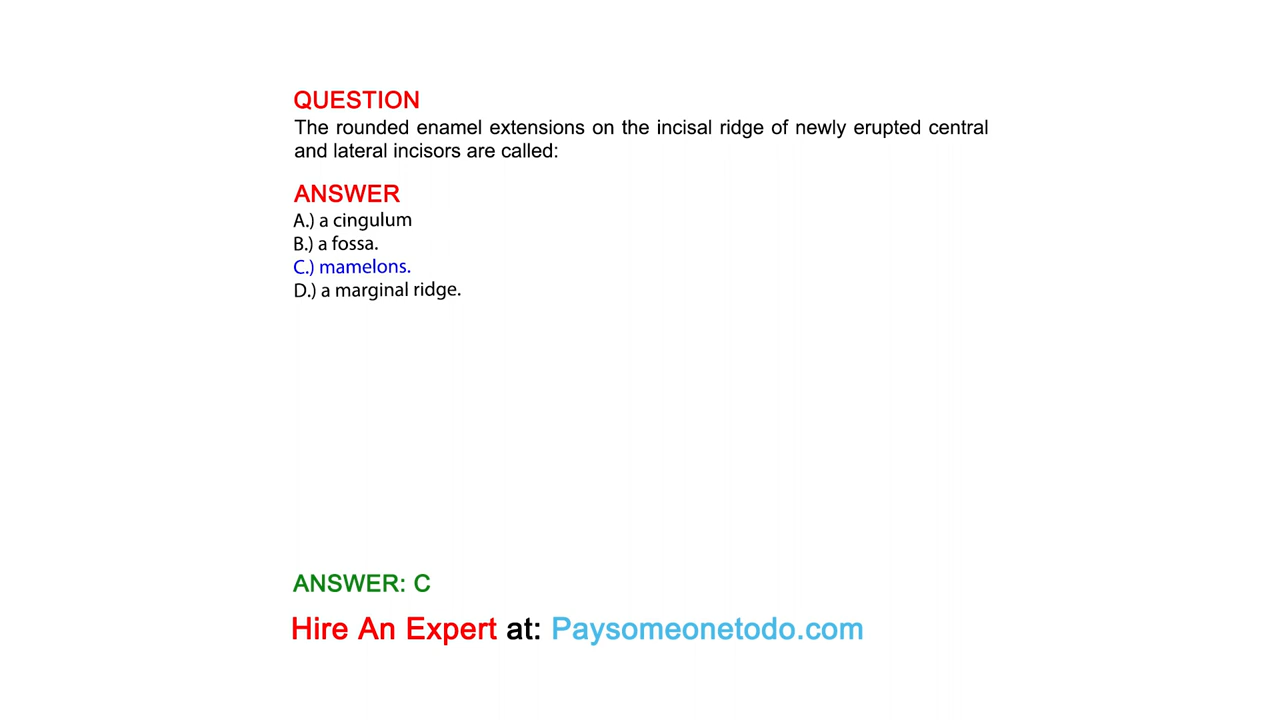 QUESTION
The rounded enamel extensions on the incisal ridge of newly erupted central
and lateral incisors are called:
ANSWER
A.) a cingulum
B.) a fossa.
C.) mamelons.
D.) a marginal ridge.
ANSWER: C
Hire An Expert at: Paysomeonetodo.com